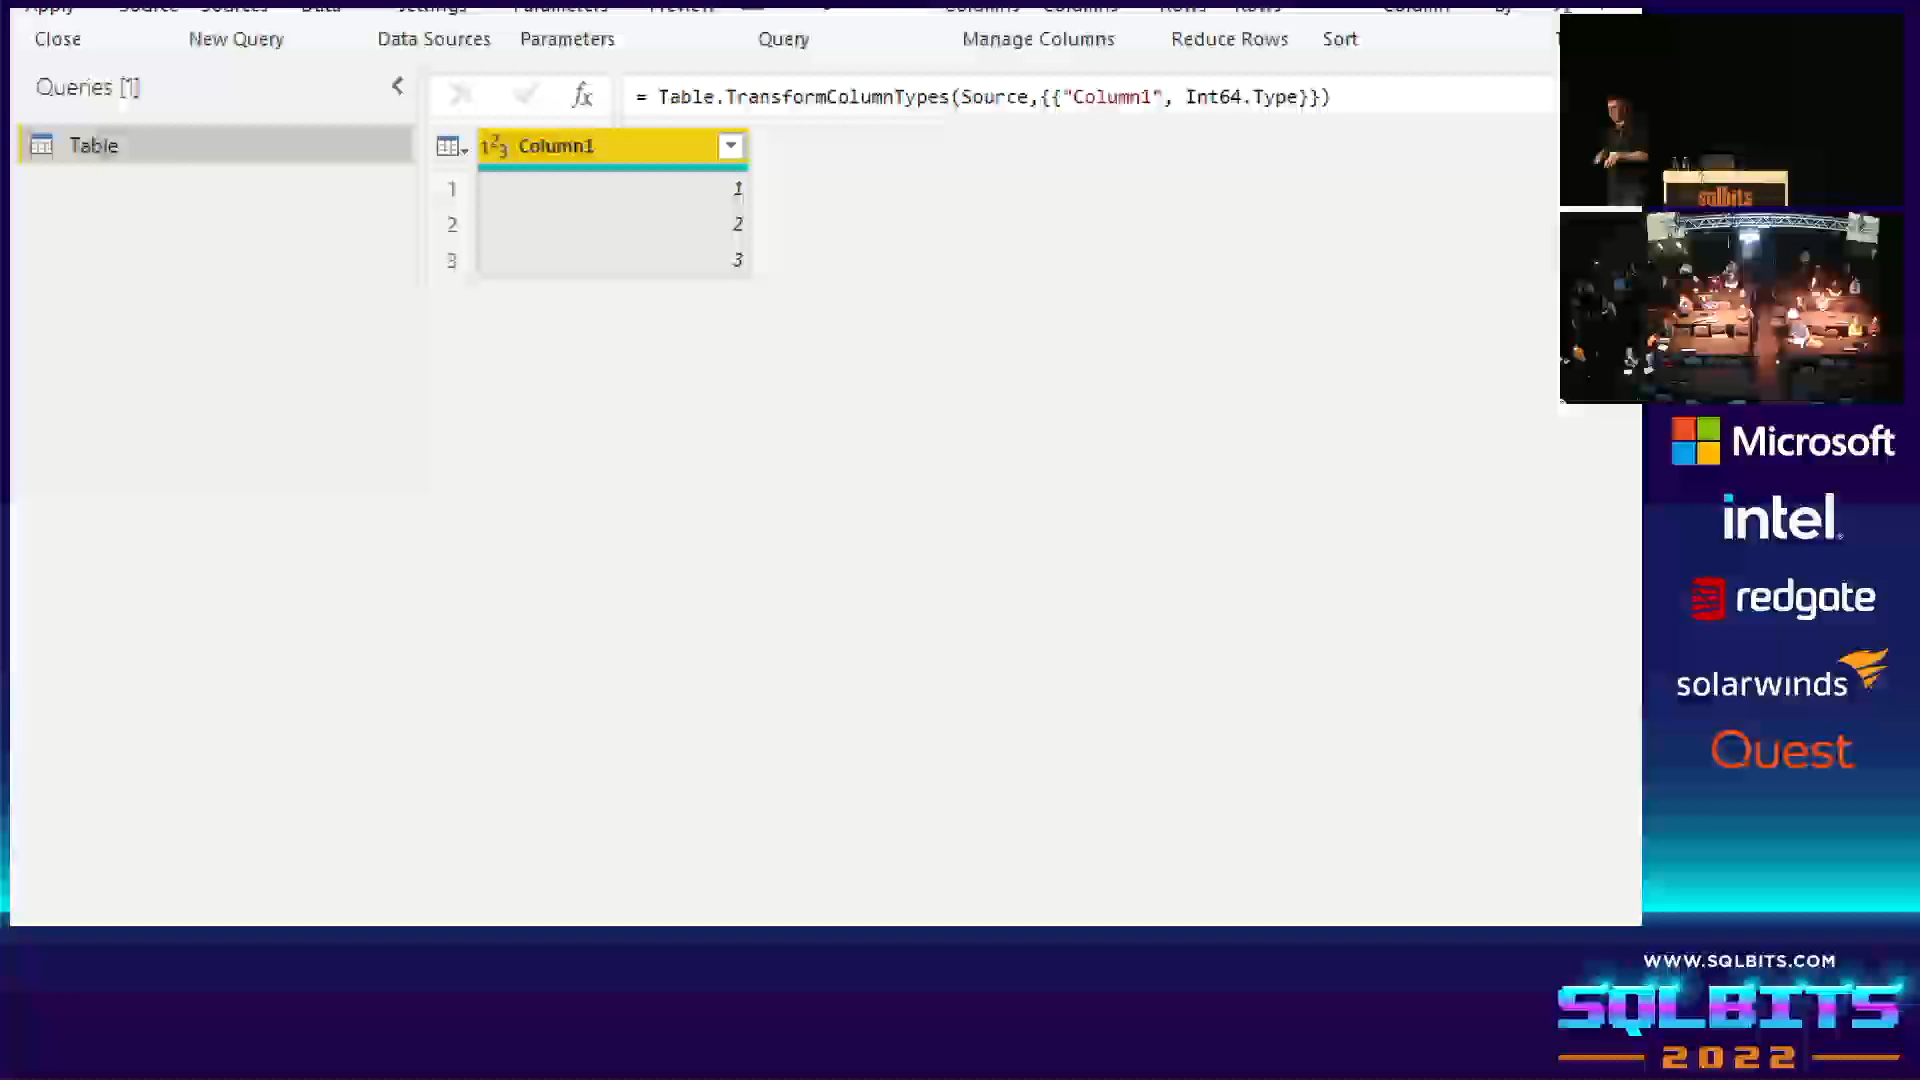 Close New Query Data Sources Parameters Query Manage Columns Reduce Rows Sort
Queries [1]
fx = Table.TransformColumnTypes(Source,{{"Column1", Int64.Type}})
Table
1²3 Column1
1 1
2 2
3 3
sqlbits
Microsoft
intel.
redgate
solarwinds
Quest
WWW.SQLBITS.COM
SQLBITS
2022